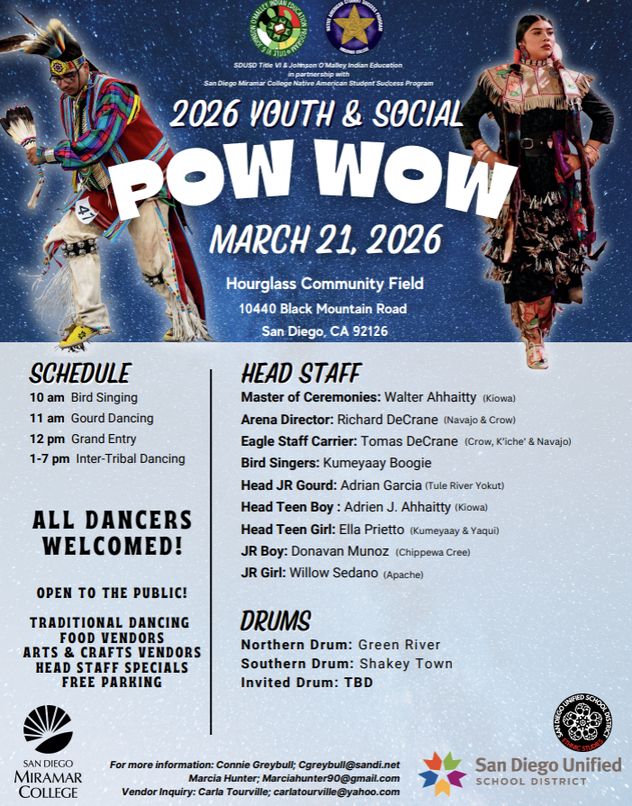 SDUSD Title VI & Johnson O'Malley Indian Education
in partnership with
San Diego Miramar College Native American Student Success Program
2026 YOUTH & SOCIAL
POW WOW
MARCH 21, 2026
Hourglass Community Field
10440 Black Mountain Road
San Diego, CA 92126
47
SCHEDULE
10 am Bird Singing
11 am Gourd Dancing
12 pm Grand Entry
1-7 pm Inter-Tribal Dancing
ALL DANCERS
WELCOMED!
OPEN TO THE PUBLIC!
TRADITIONAL DANCING
FOOD VENDORS
ARTS & CRAFTS VENDORS
HEAD STAFF SPECIALS
FREE PARKING
HEAD STAFF
Master of Ceremonies: Walter Ahhaitty (Kiowa)
Arena Director: Richard DeCrane (Navajo & Crow)
Eagle Staff Carrier: Tomas DeCrane (Crow, K'iche' & Navajo)
Bird Singers: Kumeyaay Boogie
Head JR Gourd: Adrian Garcia (Tule River Yokut)
Head Teen Boy : Adrien J. Ahhaitty (Kiowa)
Head Teen Girl: Ella Prietto (Kumeyaay & Yaqui)
JR Boy: Donavan Munoz (Chippewa Cree)
JR Girl: Willow Sedano (Apache)
DRUMS
Northern Drum: Green River
Southern Drum: Shakey Town
Invited Drum: TBD
SAN DIEGO
MIRAMAR
COLLEGE
For more information: Connie Greybull; Cgreybull@sandi.net
Marcia Hunter; Marciahunter90@gmail.com
Vendor Inquiry: Carla Tourville; carlatourville@yahoo.com
SAN DIEGO UNIFIED SCHOOL DISTRICT
ETHNIC STUDIES
San Diego Unified
SCHOOL DISTRICT